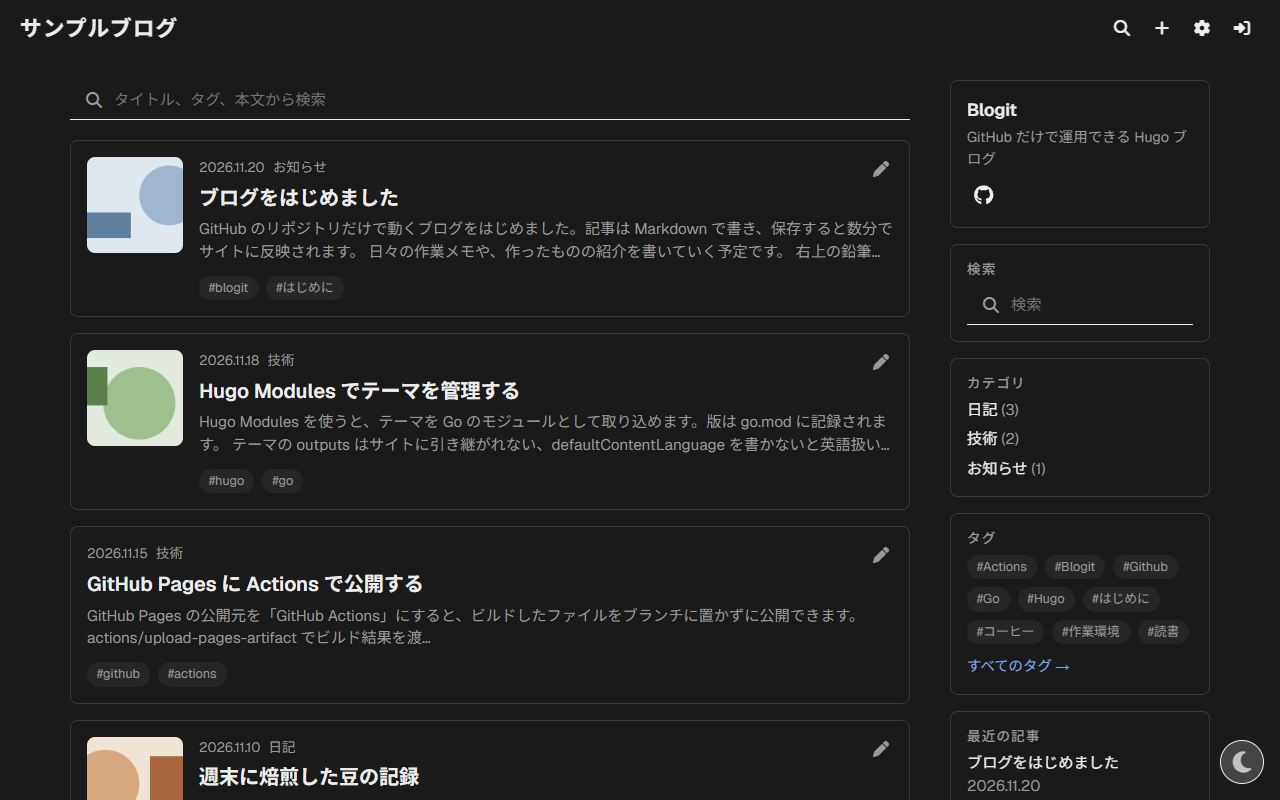 サンプルブログ
タイトル、タグ、本文から検索
2026.11.20 お知らせ
ブログをはじめました
GitHub のリポジトリだけで動くブログをはじめました。記事は Markdown で書き、保存すると数分で
サイトに反映されます。 日々の作業メモや、作ったものの紹介を書いていく予定です。 右上の鉛筆…
#blogit #はじめに
2026.11.18 技術
Hugo Modules でテーマを管理する
Hugo Modules を使うと、テーマを Go のモジュールとして取り込めます。版は go.mod に記録されま
す。 テーマの outputs はサイトに引き継がれない、defaultContentLanguage を書かないと英語扱い…
#hugo #go
2026.11.15 技術
GitHub Pages に Actions で公開する
GitHub Pages の公開元を「GitHub Actions」にすると、ビルドしたファイルをブランチに置かずに公開できます。
actions/upload-pages-artifact でビルド結果を渡…
#github #actions
2026.11.10 日記
週末に焙煎した豆の記録
Blogit
GitHub だけで運用できる Hugo ブ
ログ
検索
検索
カテゴリ
日記 (3)
技術 (2)
お知らせ (1)
タグ
#Actions #Blogit #Github
#Go #Hugo #はじめに
#コーヒー #作業環境 #読書
すべてのタグ →
最近の記事
ブログをはじめました
2026.11.20